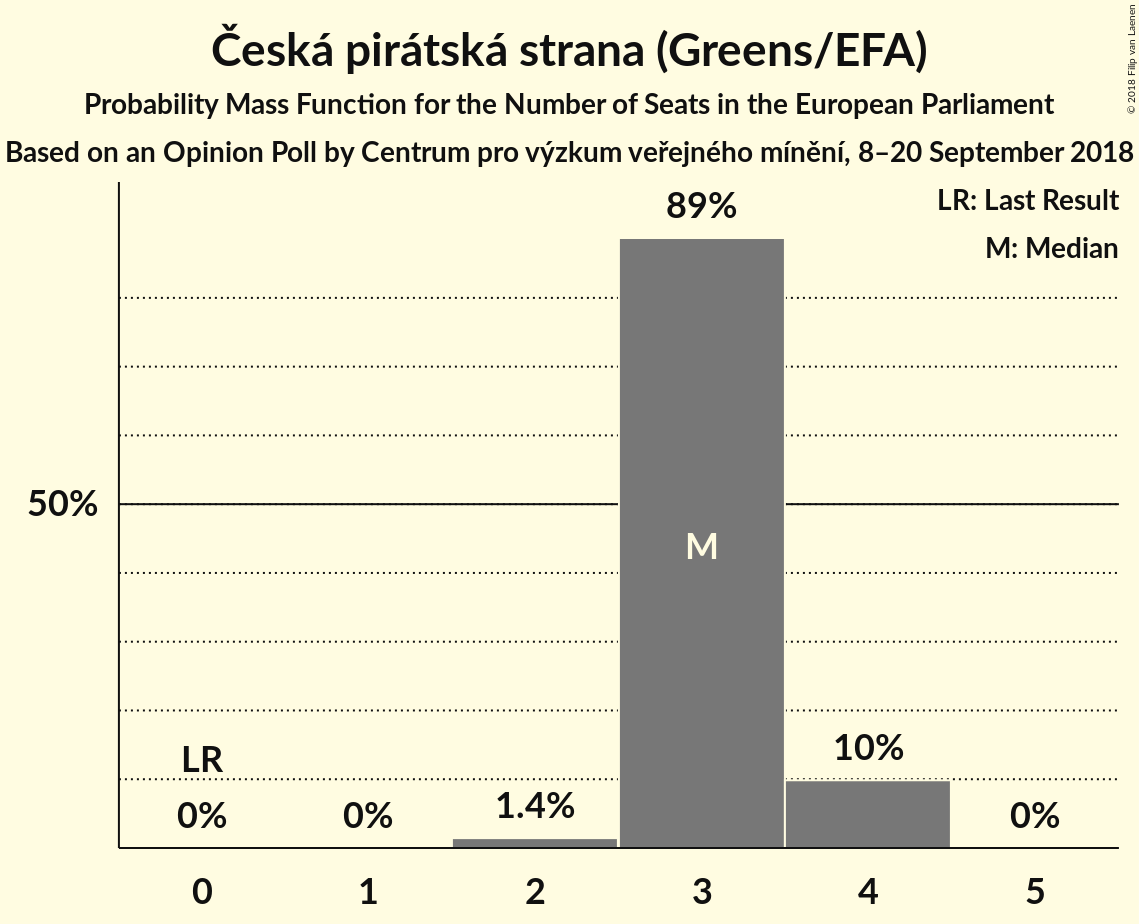 Česká pirátská strana (Greens/EFA)
Probability Mass Function for the Number of Seats in the European Parliament
Based on an Opinion Poll by Centrum pro výzkum veřejného mínění, 8–20 September 2018
© 2018 Filip van Laenen
LR: Last Result
M: Median
89%
50%
M
LR
10%
0%
0%
1.4%
0%
0
1
2
3
4
5